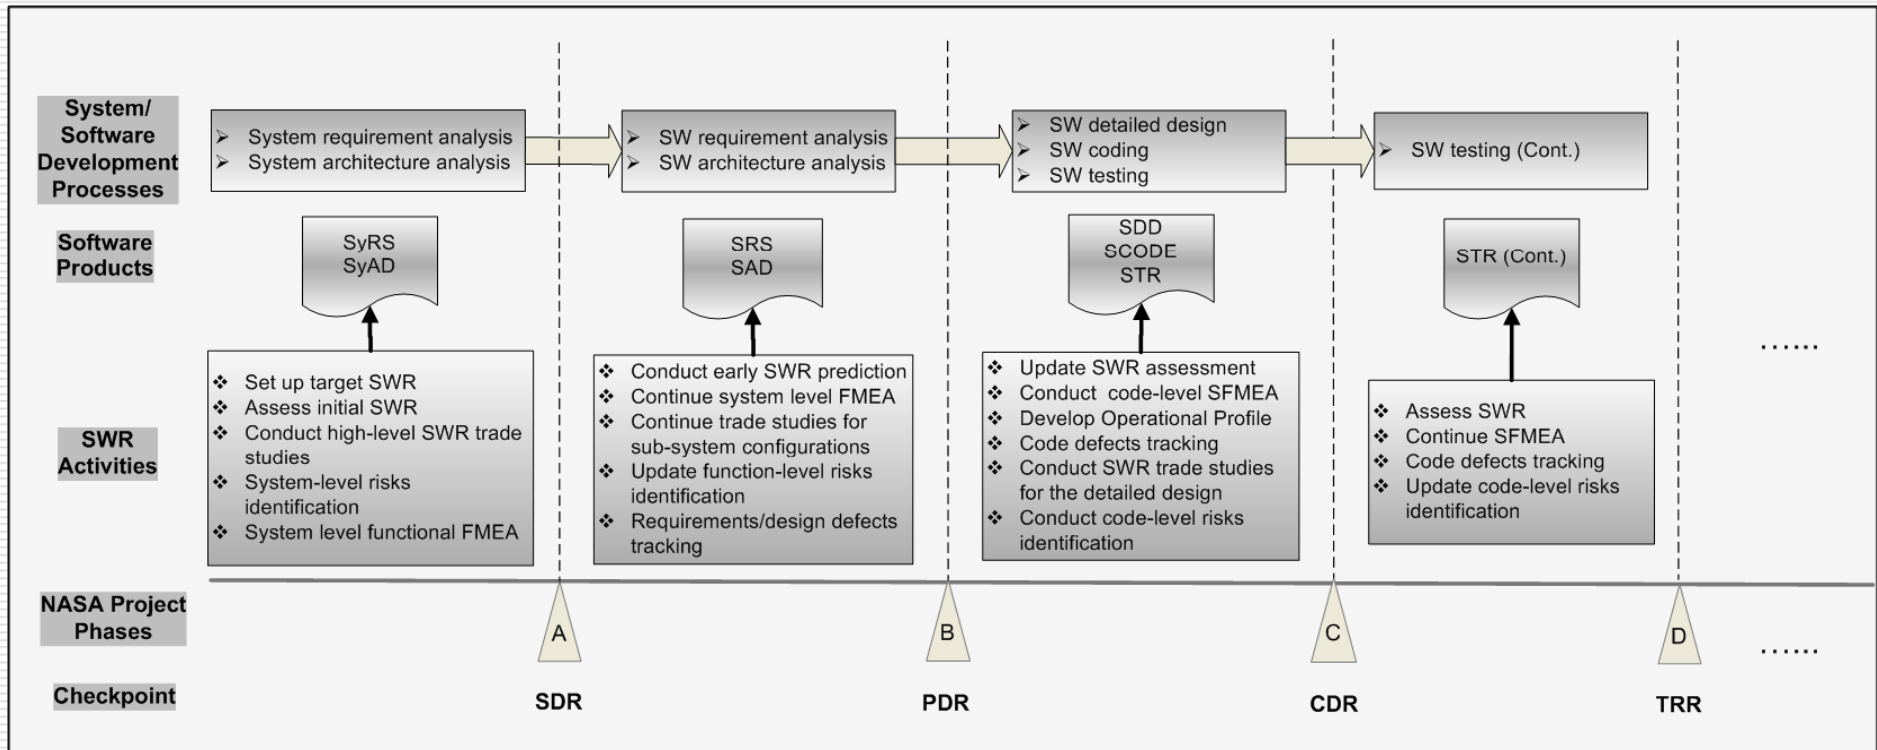 System/
Software
Development
Processes
System requirement analysis
System architecture analysis
SW requirement analysis
SW architecture analysis
SW detailed design
SW coding
SW testing
SW testing (Cont.)
Software
Products
SyRS
SyAD
SRS
SAD
SDD
SCODE
STR
STR (Cont.)
SWR
Activities
Set up target SWR
Assess initial SWR
Conduct high-level SWR trade
studies
System-level risks
identification
System level functional FMEA
Conduct early SWR prediction
Continue system level FMEA
Continue trade studies for
sub-system configurations
Update function-level risks
identification
Requirements/design defects
tracking
Update SWR assessment
Conduct code-level SFMEA
Develop Operational Profile
Code defects tracking
Conduct SWR trade studies
for the detailed design
Conduct code-level risks
identification
Assess SWR
Continue SFMEA
Code defects tracking
Update code-level risks
identification
......
NASA Project
Phases
A
B
C
D
......
Checkpoint
SDR
PDR
CDR
TRR